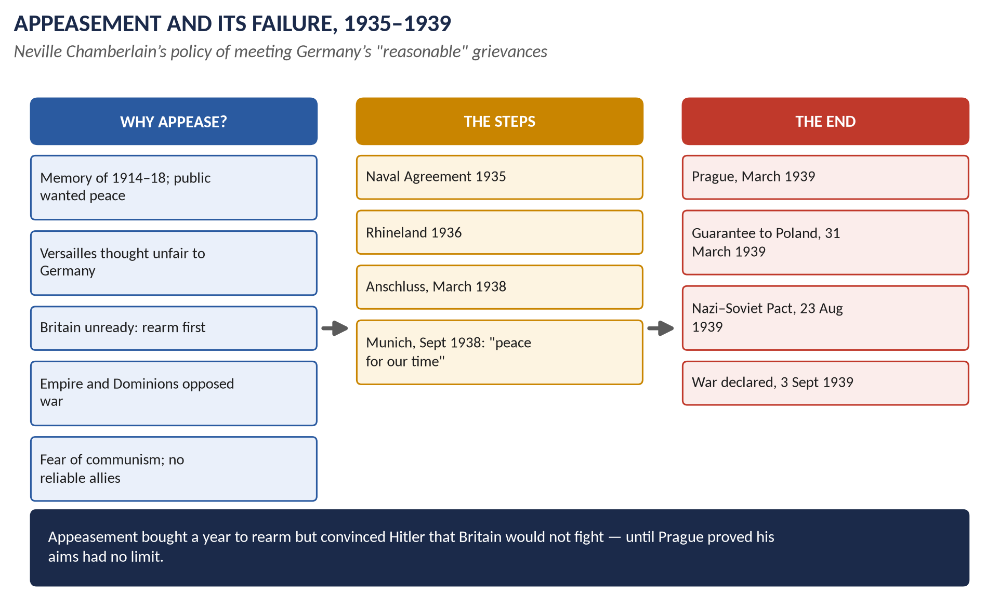 APPEASEMENT AND ITS FAILURE, 1935–1939
Neville Chamberlain’s policy of meeting Germany’s "reasonable" grievances
WHY APPEASE?
Memory of 1914–18; public
wanted peace
Versailles thought unfair to
Germany
Britain unready: rearm first
Empire and Dominions opposed
war
Fear of communism; no
reliable allies
THE STEPS
Naval Agreement 1935
Rhineland 1936
Anschluss, March 1938
Munich, Sept 1938: "peace
for our time"
THE END
Prague, March 1939
Guarantee to Poland, 31
March 1939
Nazi–Soviet Pact, 23 Aug
1939
War declared, 3 Sept 1939
Appeasement bought a year to rearm but convinced Hitler that Britain would not fight — until Prague proved his
aims had no limit.